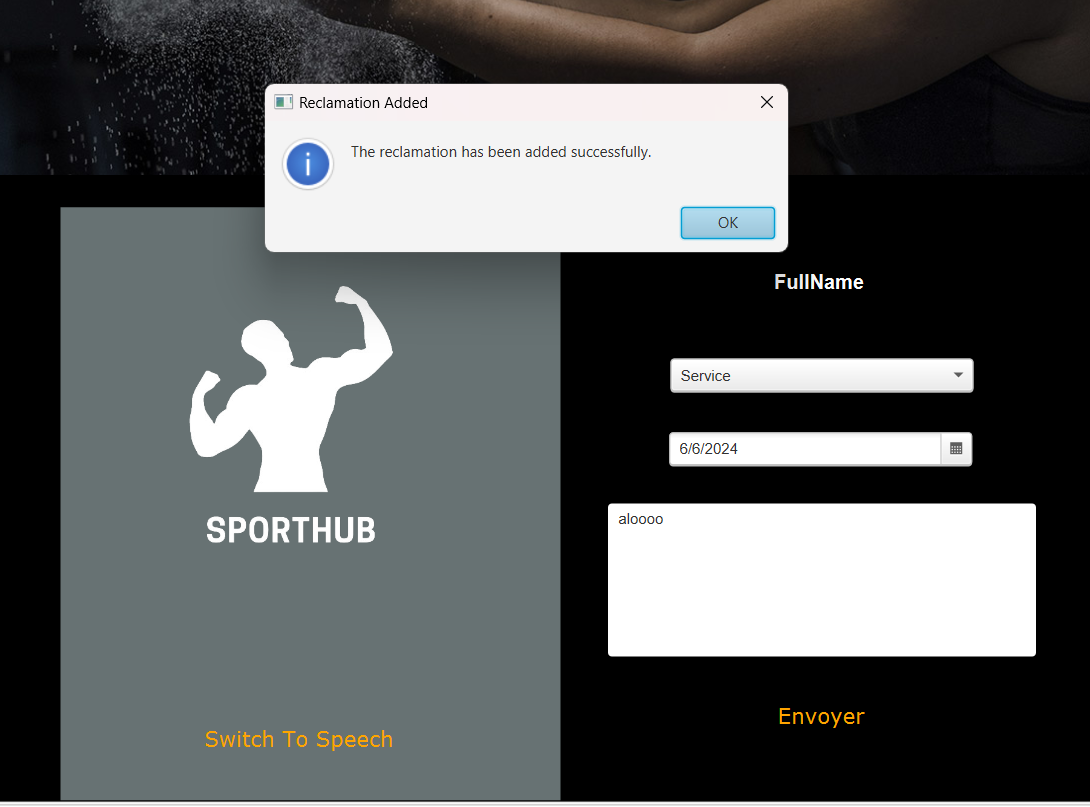 Reclamation Added
The reclamation has been added successfully.
OK
SPORTHUB
Switch To Speech
FullName
Service
6/6/2024
aloooo
Envoyer